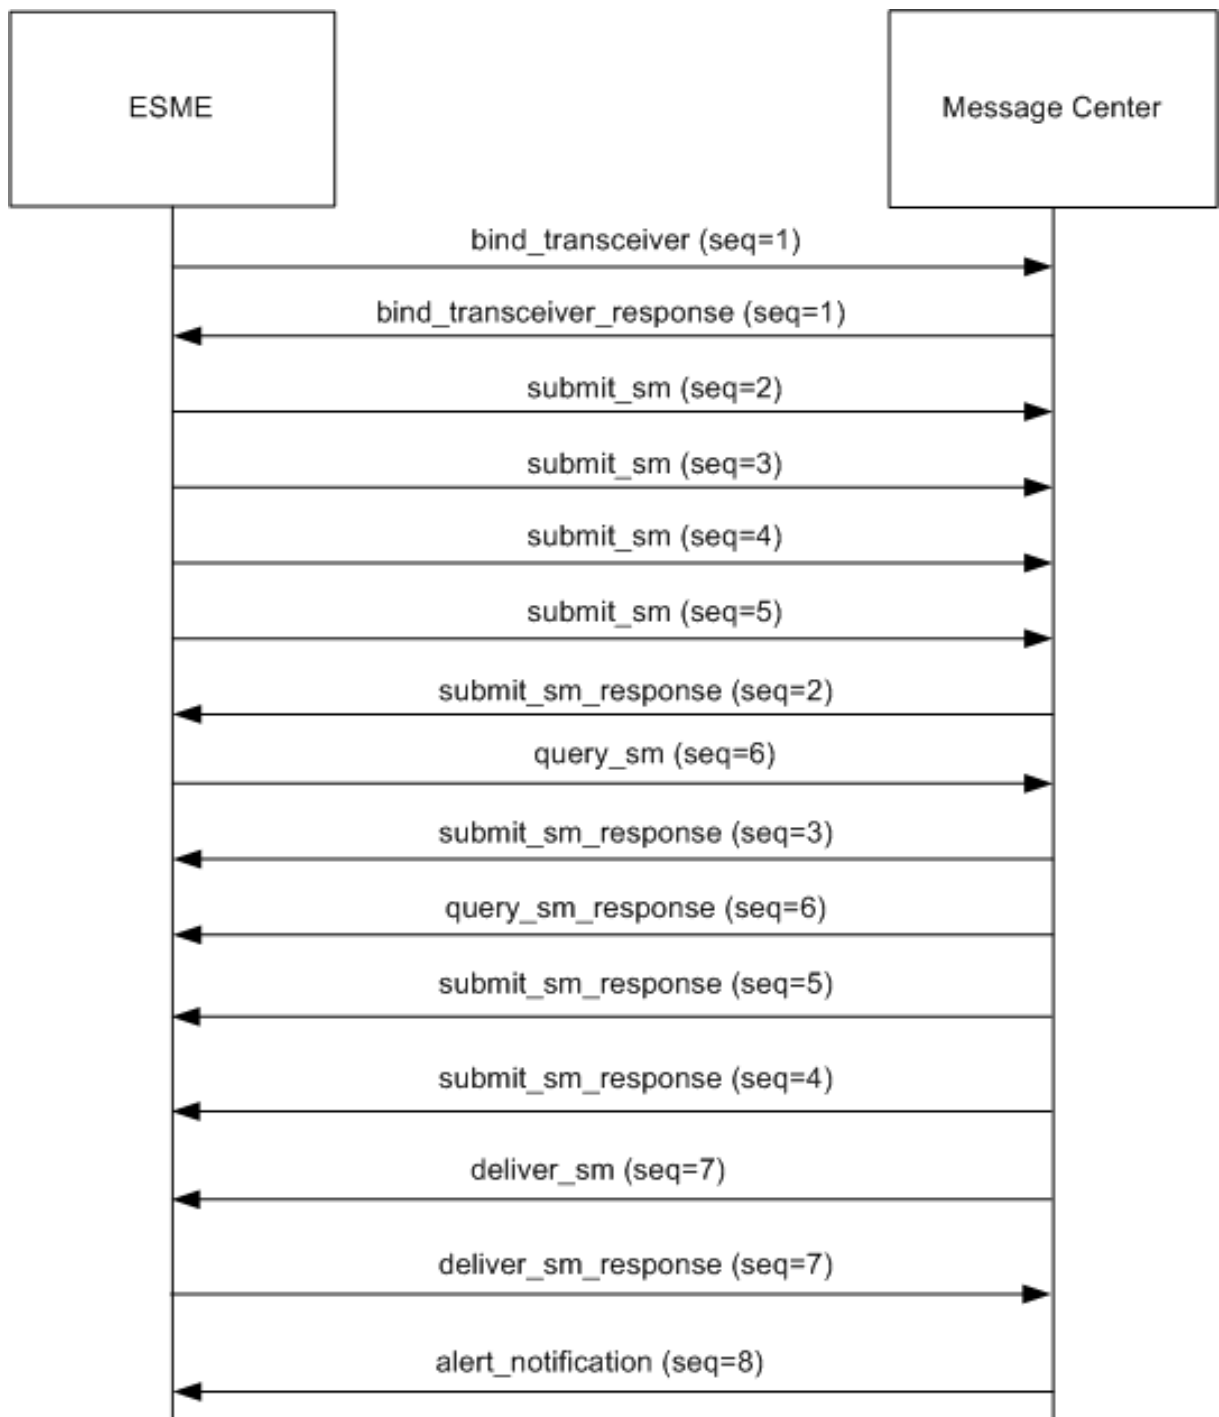 ESME
Message Center
bind_transceiver (seq=1)
bind_transceiver_response (seq=1)
submit_sm (seq=2)
submit_sm (seq=3)
submit_sm (seq=4)
submit_sm (seq=5)
submit_sm_response (seq=2)
query_sm (seq=6)
submit_sm_response (seq=3)
query_sm_response (seq=6)
submit_sm_response (seq=5)
submit_sm_response (seq=4)
deliver_sm (seq=7)
deliver_sm_response (seq=7)
alert_notification (seq=8)